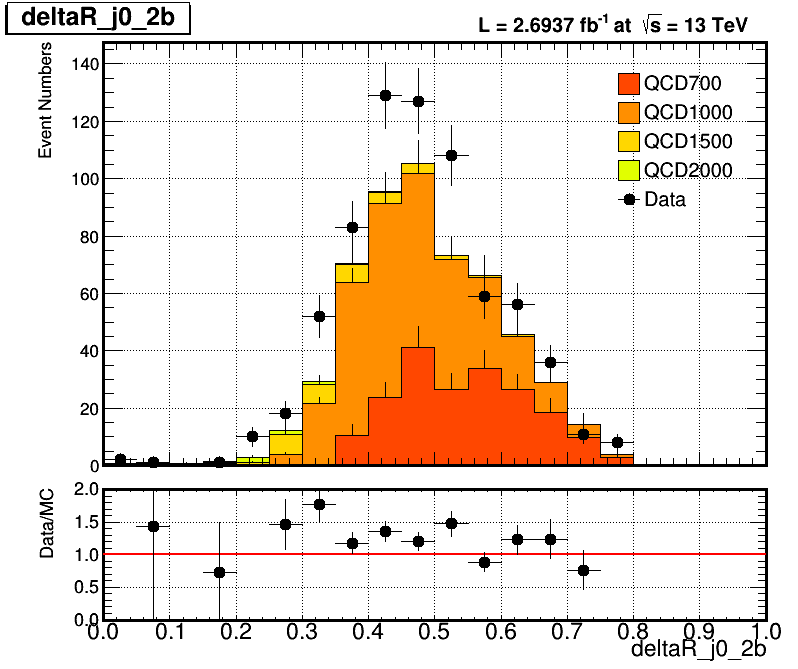 deltaR_j0_2b
L = 2.6937 fb-1 at √s = 13 TeV
Event Numbers
140
120
100
80
60
40
20
0
QCD700
QCD1000
QCD1500
QCD2000
Data
Data/MC
2.0
1.5
1.0
0.5
0.0
0.0 0.1 0.2 0.3 0.4 0.5 0.6 0.7 0.8 0.9 1.0
deltaR_j0_2b